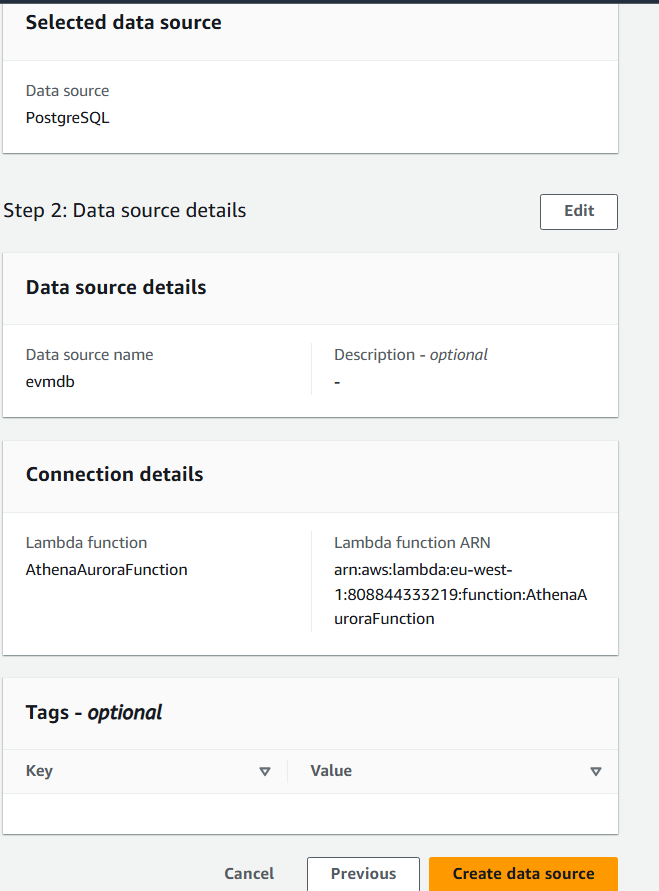 Selected data source
Data source
PostgreSQL
Step 2: Data source details
Edit
Data source details
Data source name
evmdb
Description - optional
-
Connection details
Lambda function
AthenaAuroraFunction
Lambda function ARN
arn:aws:lambda:eu-west-
1:808844333219:function:AthenaA
uroraFunction
Tags - optional
Key
Value
Cancel
Previous
Create data source